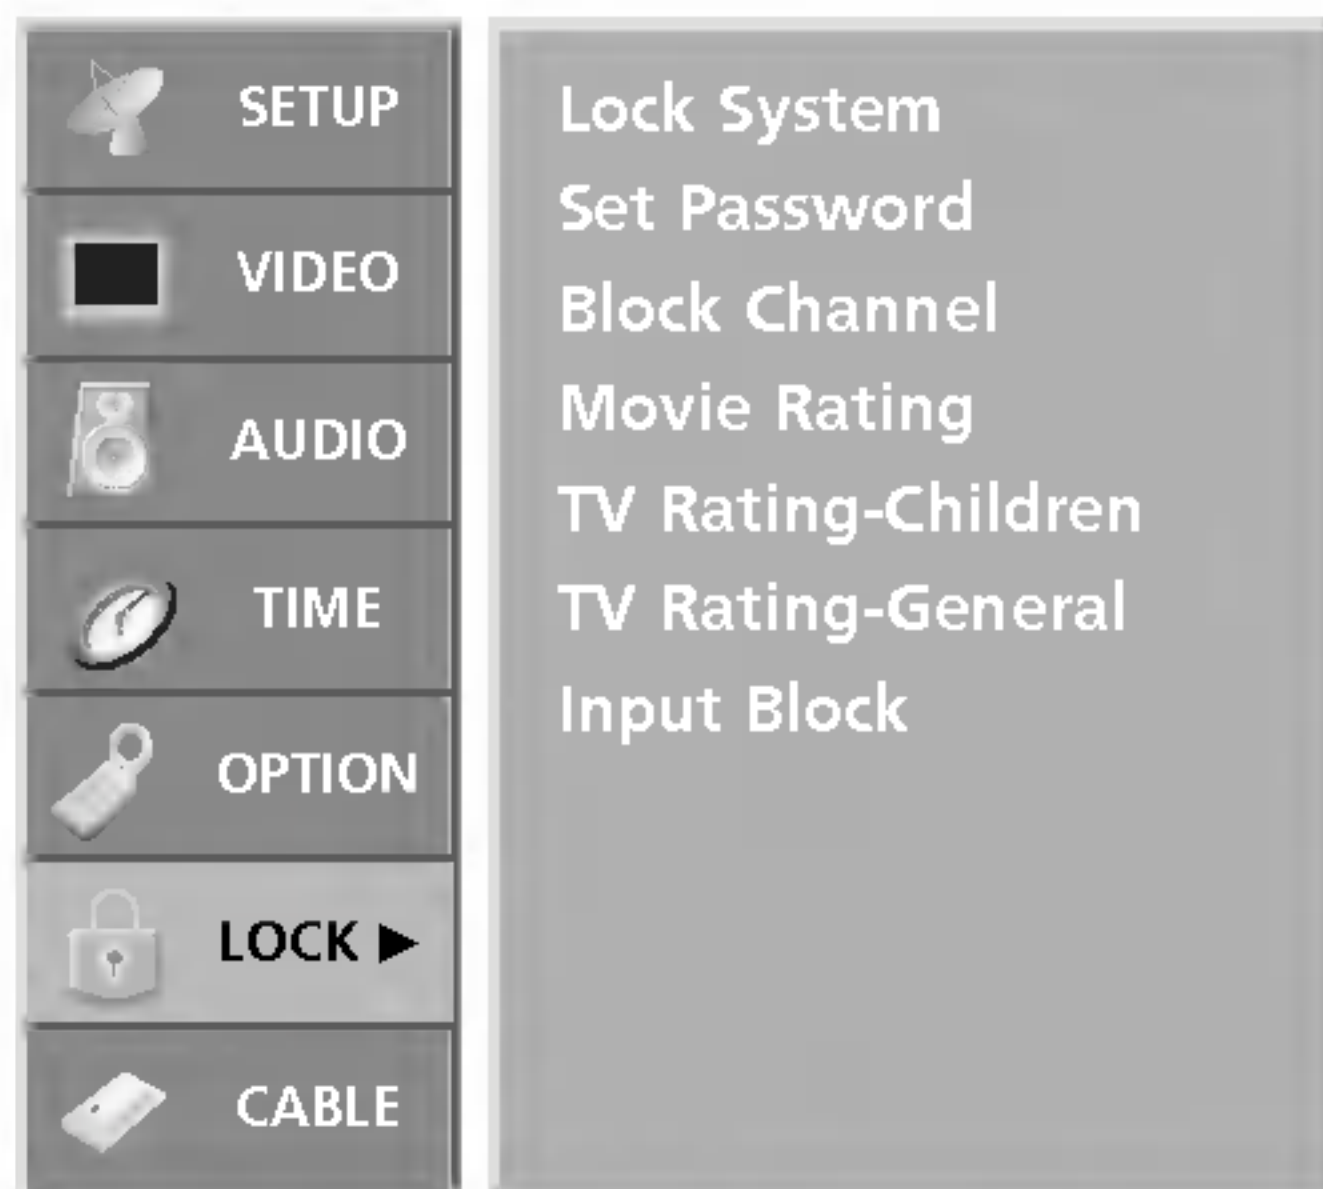 SETUP
VIDEO
AUDIO
TIME
OPTION
LOCK ►
CABLE
Lock System
Set Password
Block Channel
Movie Rating
TV Rating-Children
TV Rating-General
Input Block